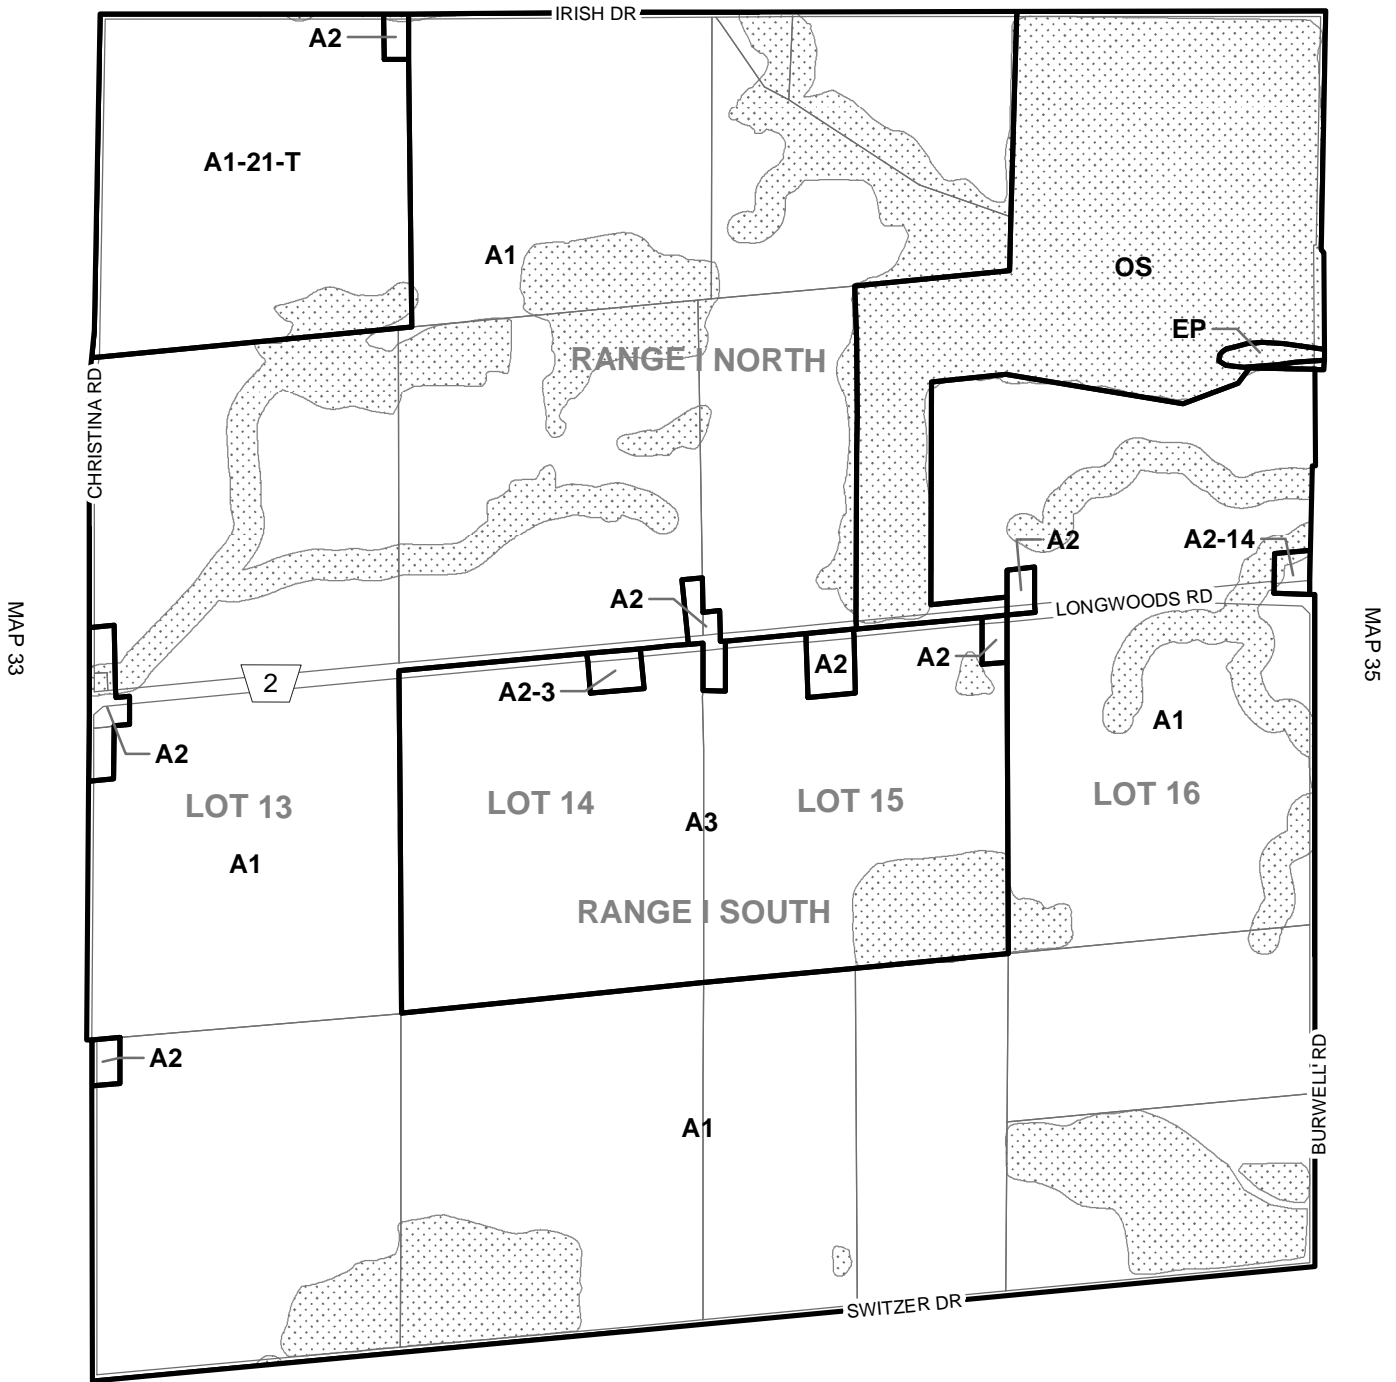 IRISH DR
A2
A1-21-T
A1
OS
EP
RANGE I NORTH
CHRISTINA RD
A2
A2-14
A2
LONGWOODS RD
MAP 33
MAP 35
2
A2-3
A2
A2
A2
A1
LOT 13
LOT 14
LOT 15
LOT 16
A3
A1
RANGE I SOUTH
A2
A1
BURWELL RD
SWITZER DR